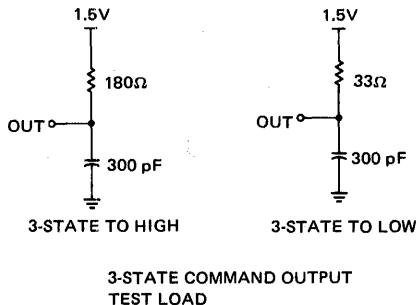 1.5V
180Ω
OUT
300 pF
3-STATE TO HIGH
1.5V
33Ω
OUT
300 pF
3-STATE TO LOW
3-STATE COMMAND OUTPUT
TEST LOAD